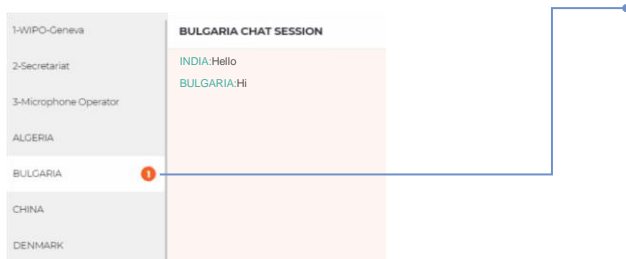 1-WIPO-Geneva
2-Secretariat
3-Microphone Operator
ALGERIA
BULGARIA 1
CHINA
DENMARK
BULGARIA CHAT SESSION
INDIA:Hello
BULGARIA:Hi